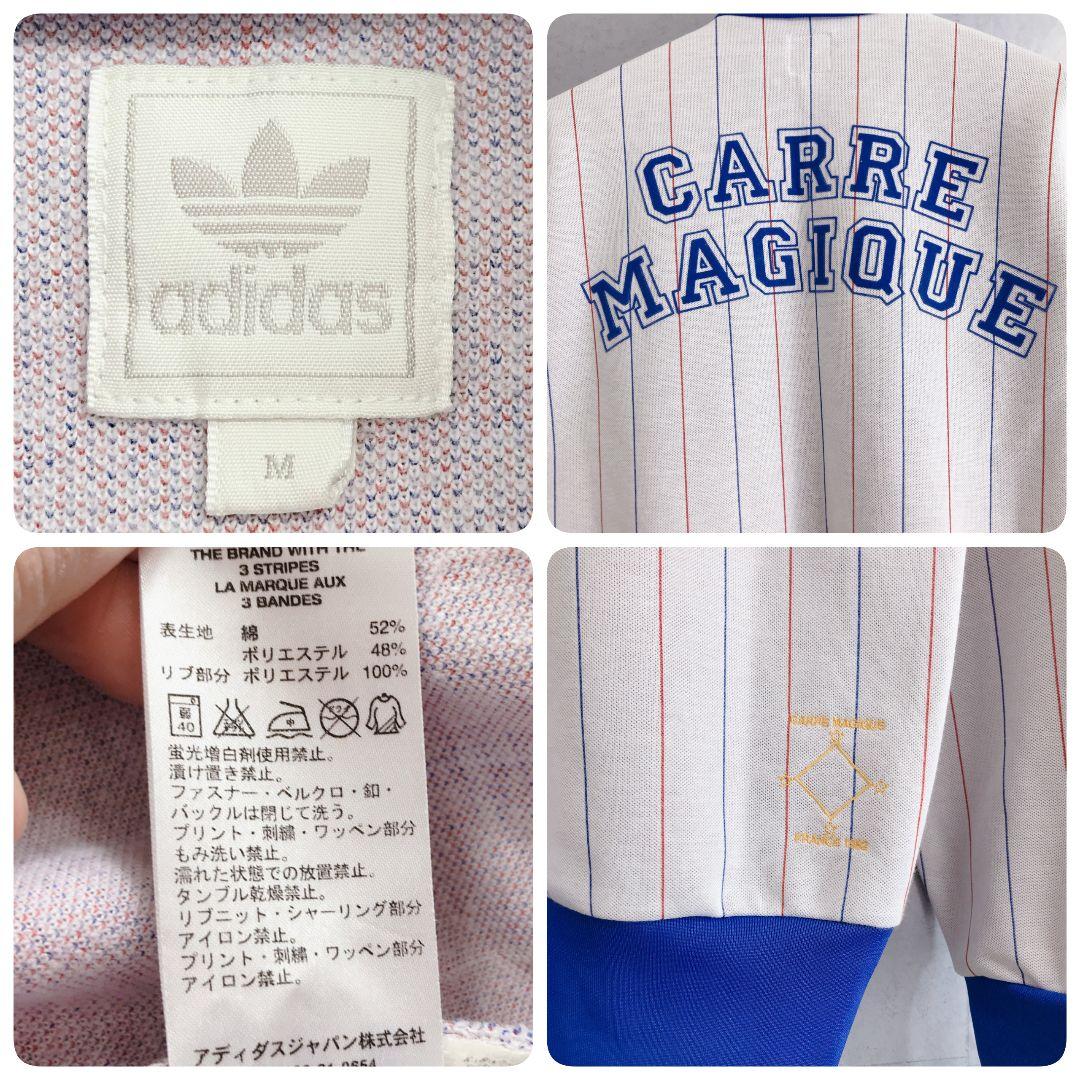 adidas
M
CARRE
MAGIQUE
THE BRAND WITH THE
3 STRIPES
LA MARQUE AUX
3 BANDES
表生地 綿 52%
ポリエステル 48%
リブ部分 ポリエステル 100%
弱
40
中
蛍光増白剤使用禁止。
漬け置き禁止。
ファスナー・ベルクロ・釦・
バックルは閉じて洗う。
プリント・刺繍・ワッペン部分
もみ洗い禁止。
濡れた状態での放置禁止。
タンブル乾燥禁止。
リブニット・シャーリング部分
アイロン禁止。
プリント・刺繍・ワッペン部分
アイロン禁止。
アディダスジャパン株式会社
CARRE MAGIQUE
FRANCE 1982